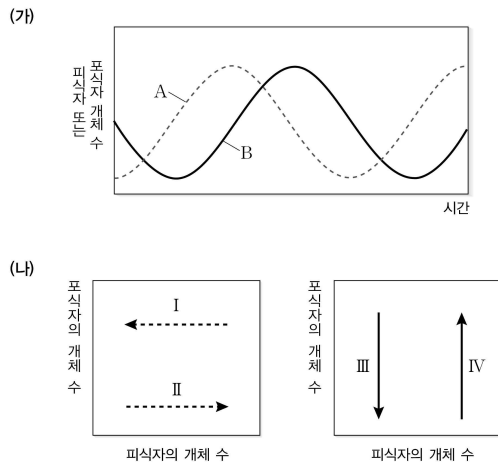 (가)
피식자 또는
포식자 개체 수
A
B
시간
(나)
포식자의 개체 수
I
II
피식자의 개체 수
포식자의 개체 수
III
IV
피식자의 개체 수